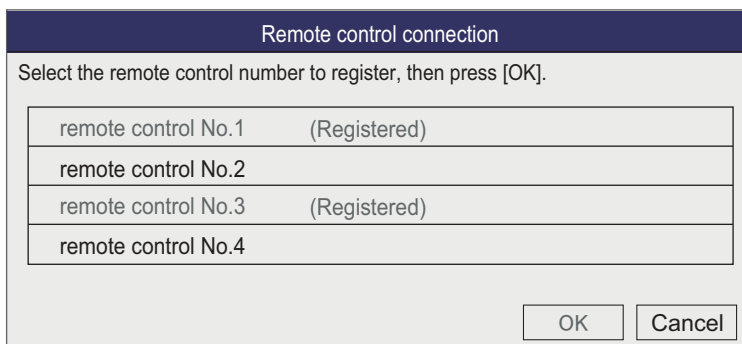 Remote control connection
Select the remote control number to register, then press [OK].
remote control No.1 (Registered)
remote control No.2
remote control No.3 (Registered)
remote control No.4
OK Cancel